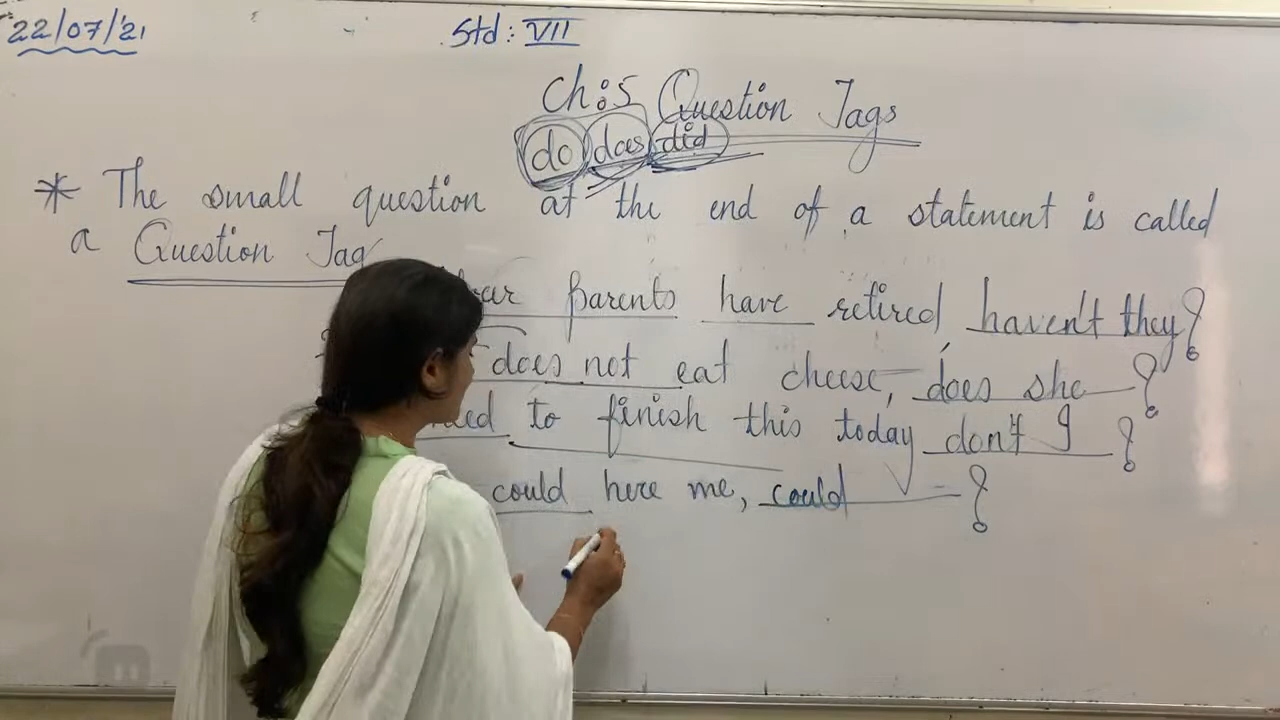 22/07/21
Std: VII
Ch:5 Question Tags
do does did
* The small question at the end of a statement is called
a Question Tag
parents have retired haven't they?
does not eat cheese, does she?
to finish this today don't I?
could here me, could ?